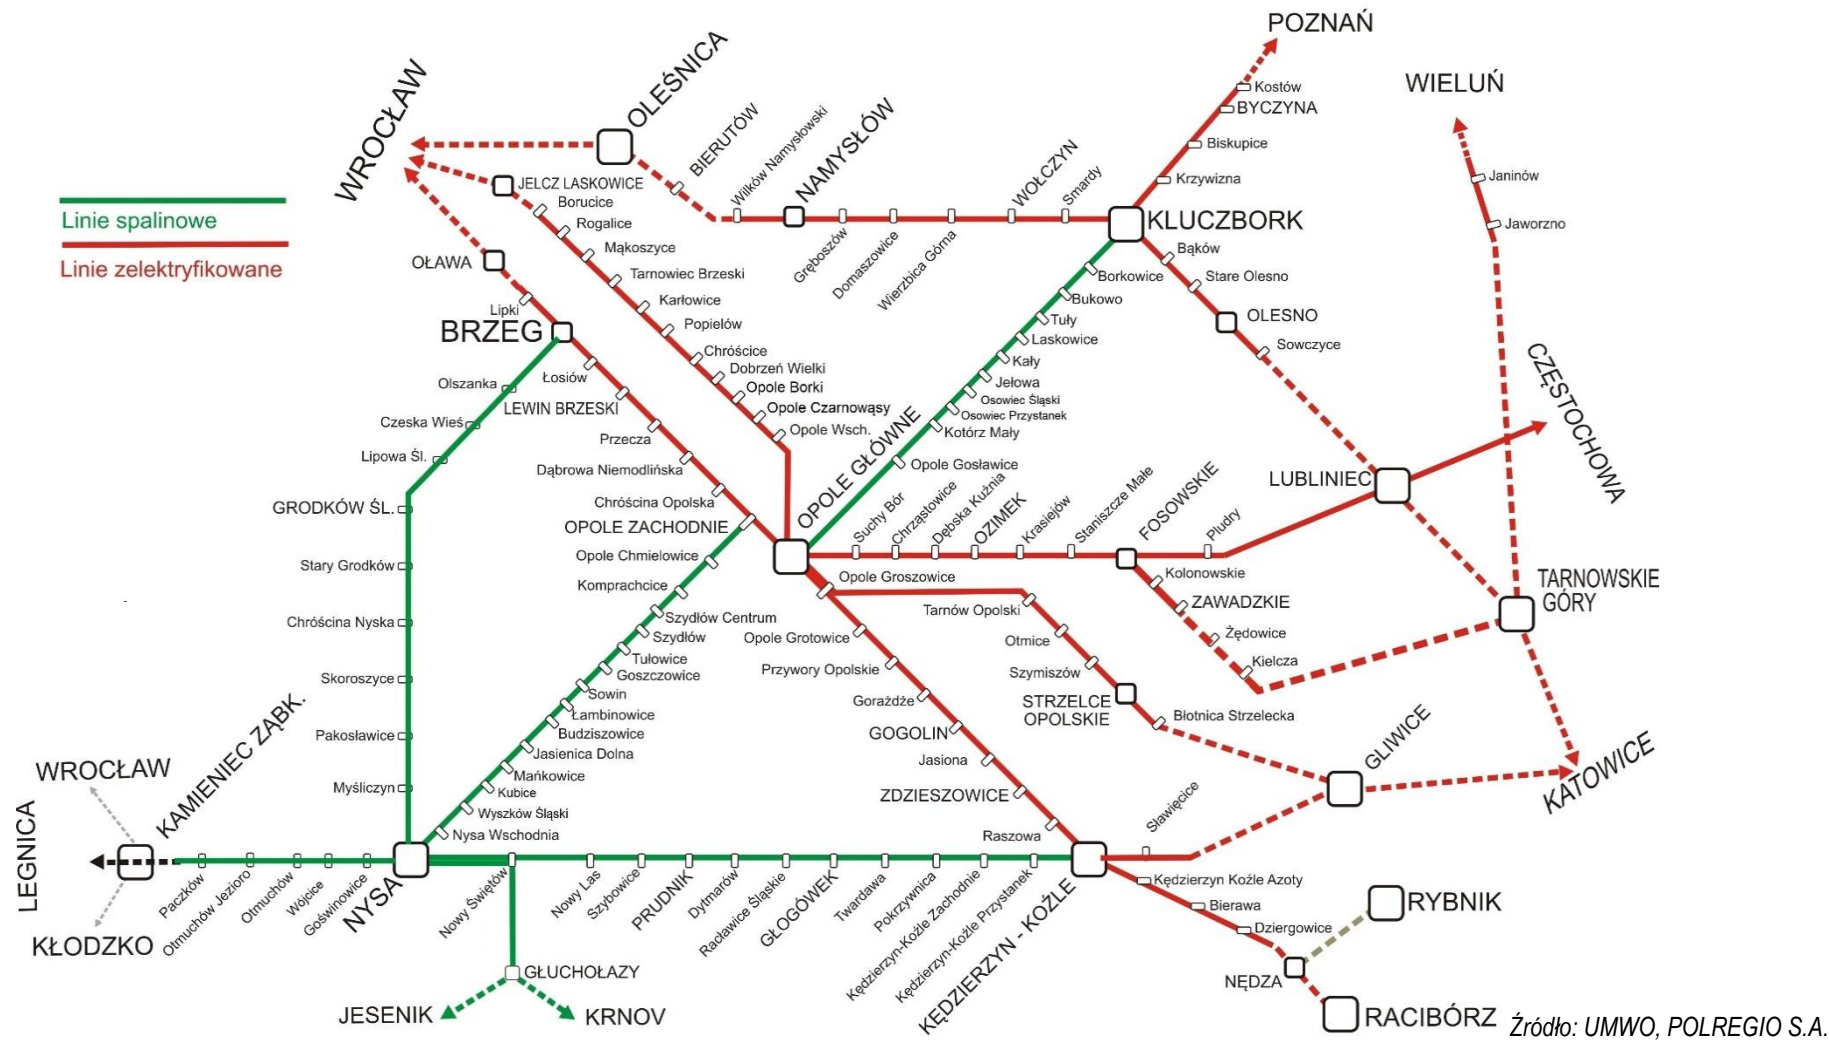 POZNAŃ
Kostów
BYCZYNA
Biskupice
Krzywizna
WIELUŃ
Janinów
Jaworzno
WROCŁAW
OLEŚNICA
BIERUTÓW
Wilków Namysłowski
NAMYSŁÓW
Gręboszów
Domaszowice
Wierzbica Górna
WOŁCZYN
Smardy
KLUCZBORK
Linie spalinowe
Linie zelektryfikowane
JELCZ LASKOWICE
Borucice
Rogalice
Mąkoszyce
Tarnowiec Brzeski
Karłowice
Popielów
Chróścice
Dobrzeń Wielki
Opole Borki
Opole Czarnowąsy
Opole Wsch.
OŁAWA
Lipki
BRZEG
Łosiów
LEWIN BRZESKI
Przecza
Dąbrowa Niemodlińska
Chróścina Opolska
OPOLE ZACHODNIE
Olszanka
Czeska Wieś
Lipowa Śl.
GRODKÓW ŚL.
Stary Grodków
Chróścina Nyska
Skoroszyce
Pakosławice
Myśliczyn
Bąków
Stare Olesno
OLESNO
Sowczyce
Borkowice
Bukowo
Tuły
Laskowice
Kały
Jełowa
Osowiec Śląski
Osowiec Przystanek
Kotórz Mały
Opole Gosławice
OPOLE GŁÓWNE
Suchy Bór
Chrząstowice
Dębska Kuźnia
OZIMEK
Krasiejów
Staniszcze Małe
FOSOWSKIE
Pludry
LUBLINIEC
CZĘSTOCHOWA
Kolonowskie
ZAWADZKIE
Żędowice
Kielcza
TARNOWSKIE
GÓRY
Opole Chmielowice
Komprachcice
Szydłów Centrum
Szydłów
Tułowice
Goszczowice
Sowin
Łambinowice
Budziszowice
Jasienica Dolna
Mańkowice
Kubice
Wyszków Śląski
Nysa Wschodnia
Opole Groszowice
Tarnów Opolski
Otmice
Szymiszów
STRZELCE
OPOLSKIE
Błotnica Strzelecka
GLIWICE
KATOWICE
Opole Grotowice
Przywory Opolskie
Gorażdże
GOGOLIN
Jasiona
ZDZIESZOWICE
Raszowa
Sławięcice
WROCŁAW
LEGNICA
KAMIENIEC ZĄBK.
KŁODZKO
Paczków
Otmuchów Jezioro
Otmuchów
Wójcice
Goświnowice
NYSA
Nowy Świętów
Nowy Las
Szybowice
PRUDNIK
Dytmarów
Racławice Śląskie
GŁOGÓWEK
Twardawa
Pokrzywnica
Kędzierzyn-Koźle Zachodnie
Kędzierzyn-Koźle Przystanek
KĘDZIERZYN - KOŹLE
GŁUCHOŁAZY
JESENIK
KRNOV
Kędzierzyn Koźle Azoty
Bierawa
Dziergowice
NĘDZA
RYBNIK
RACIBÓRZ
Źródło: UMWO, POLREGIO S.A.